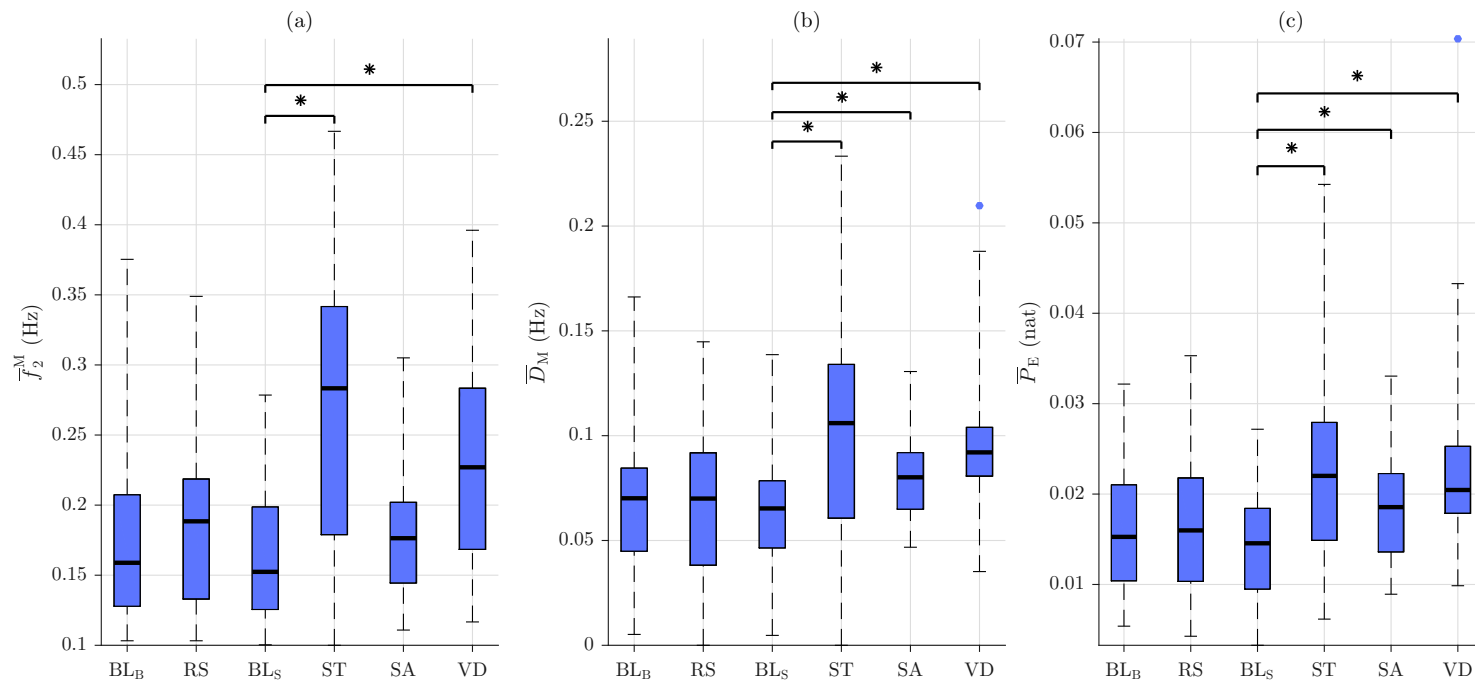 (a)
0.5
0.45
0.4
0.35
0.3
0.25
0.2
0.15
0.1
f̅₂ᴹ (Hz)
BL_B RS BL_S ST SA VD
* *
(b)
0.25
0.2
0.15
0.1
0.05
0
D̅_M (Hz)
BL_B RS BL_S ST SA VD
* * *
(c)
0.07
0.06
0.05
0.04
0.03
0.02
0.01
P̅_E (nat)
BL_B RS BL_S ST SA VD
* * *